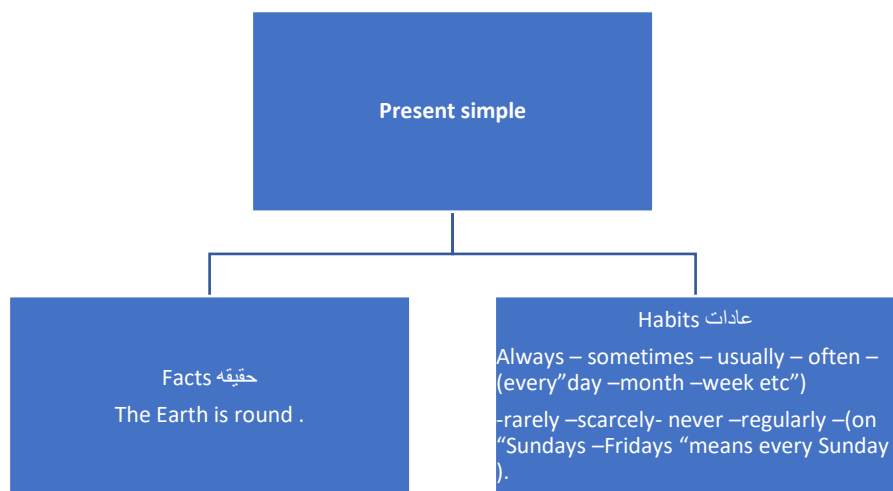 Present simple
Facts حقيقه
The Earth is round .
Habits عادات
Always – sometimes – usually – often –
(every”day –month –week etc”)
-rarely –scarcely- never –regularly –(on
“Sundays –Fridays “means every Sunday
).